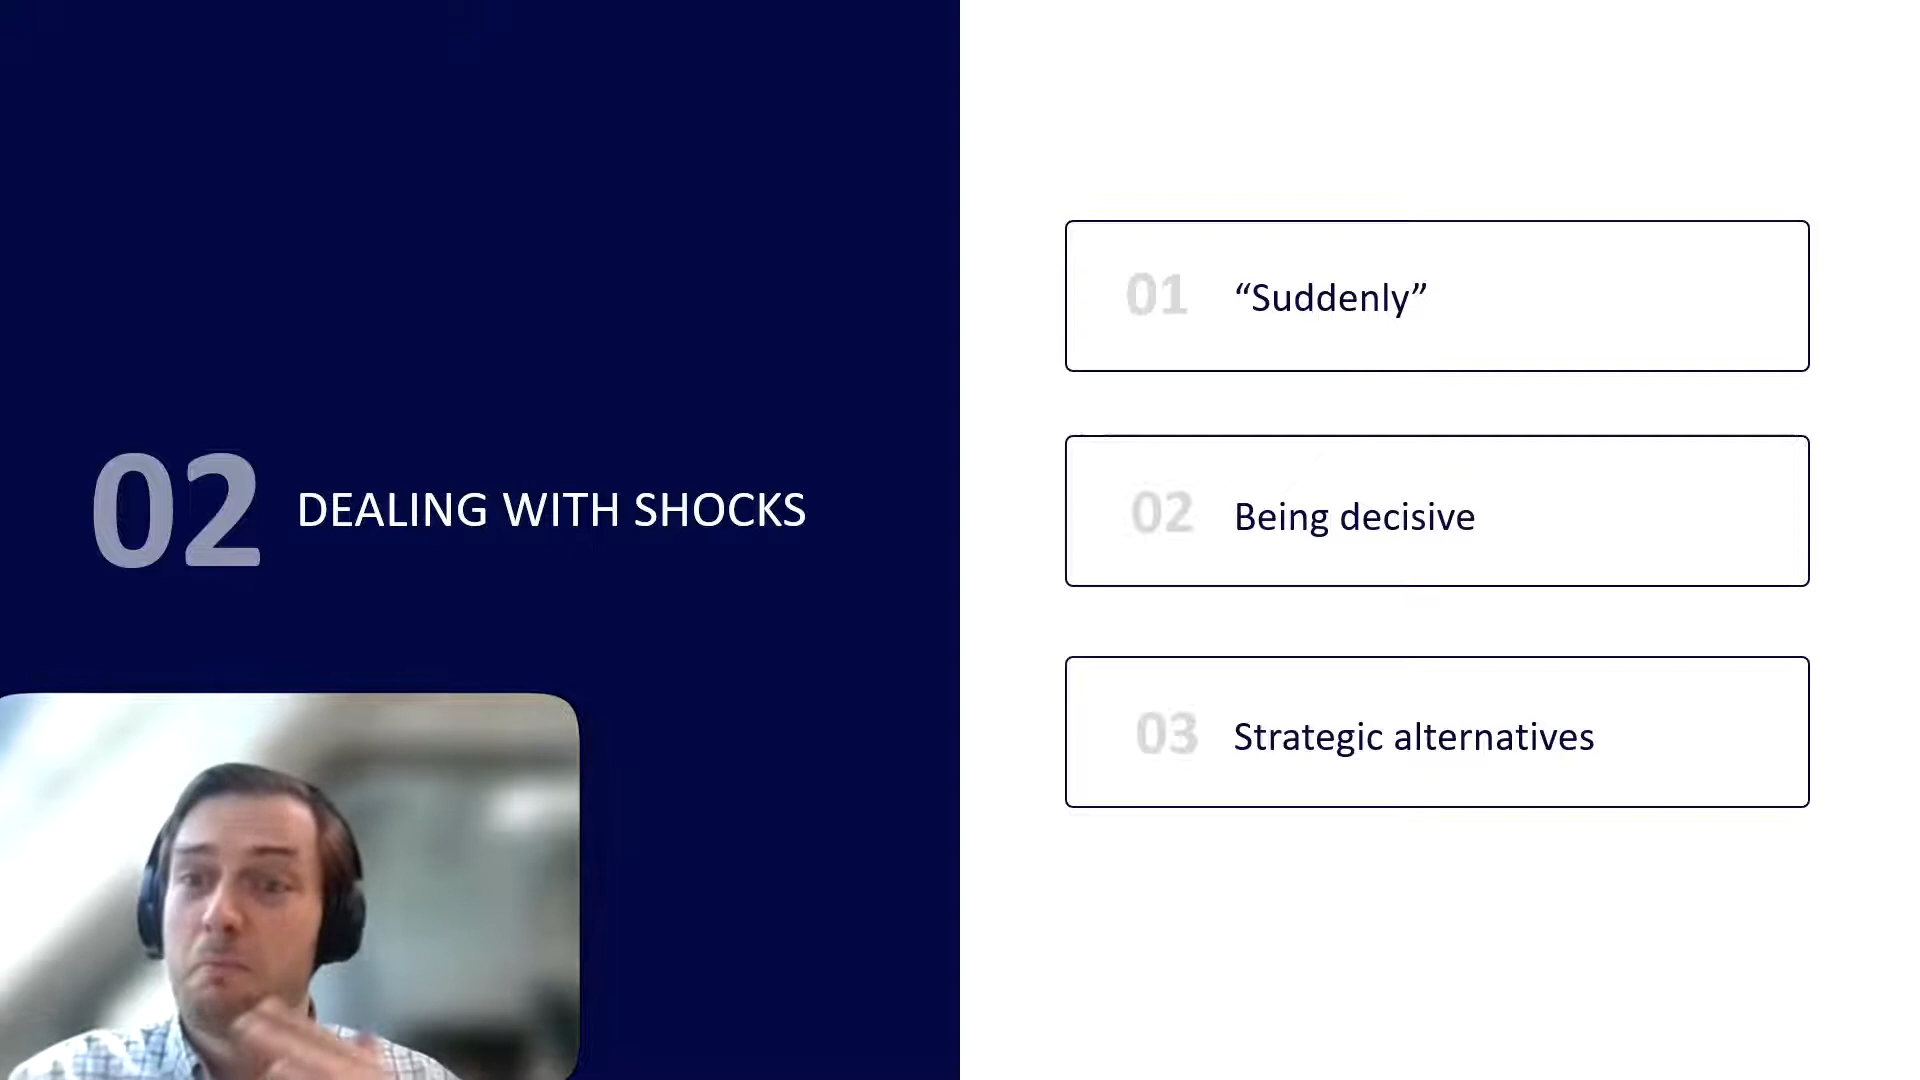 02 DEALING WITH SHOCKS
01 “Suddenly”
02 Being decisive
03 Strategic alternatives